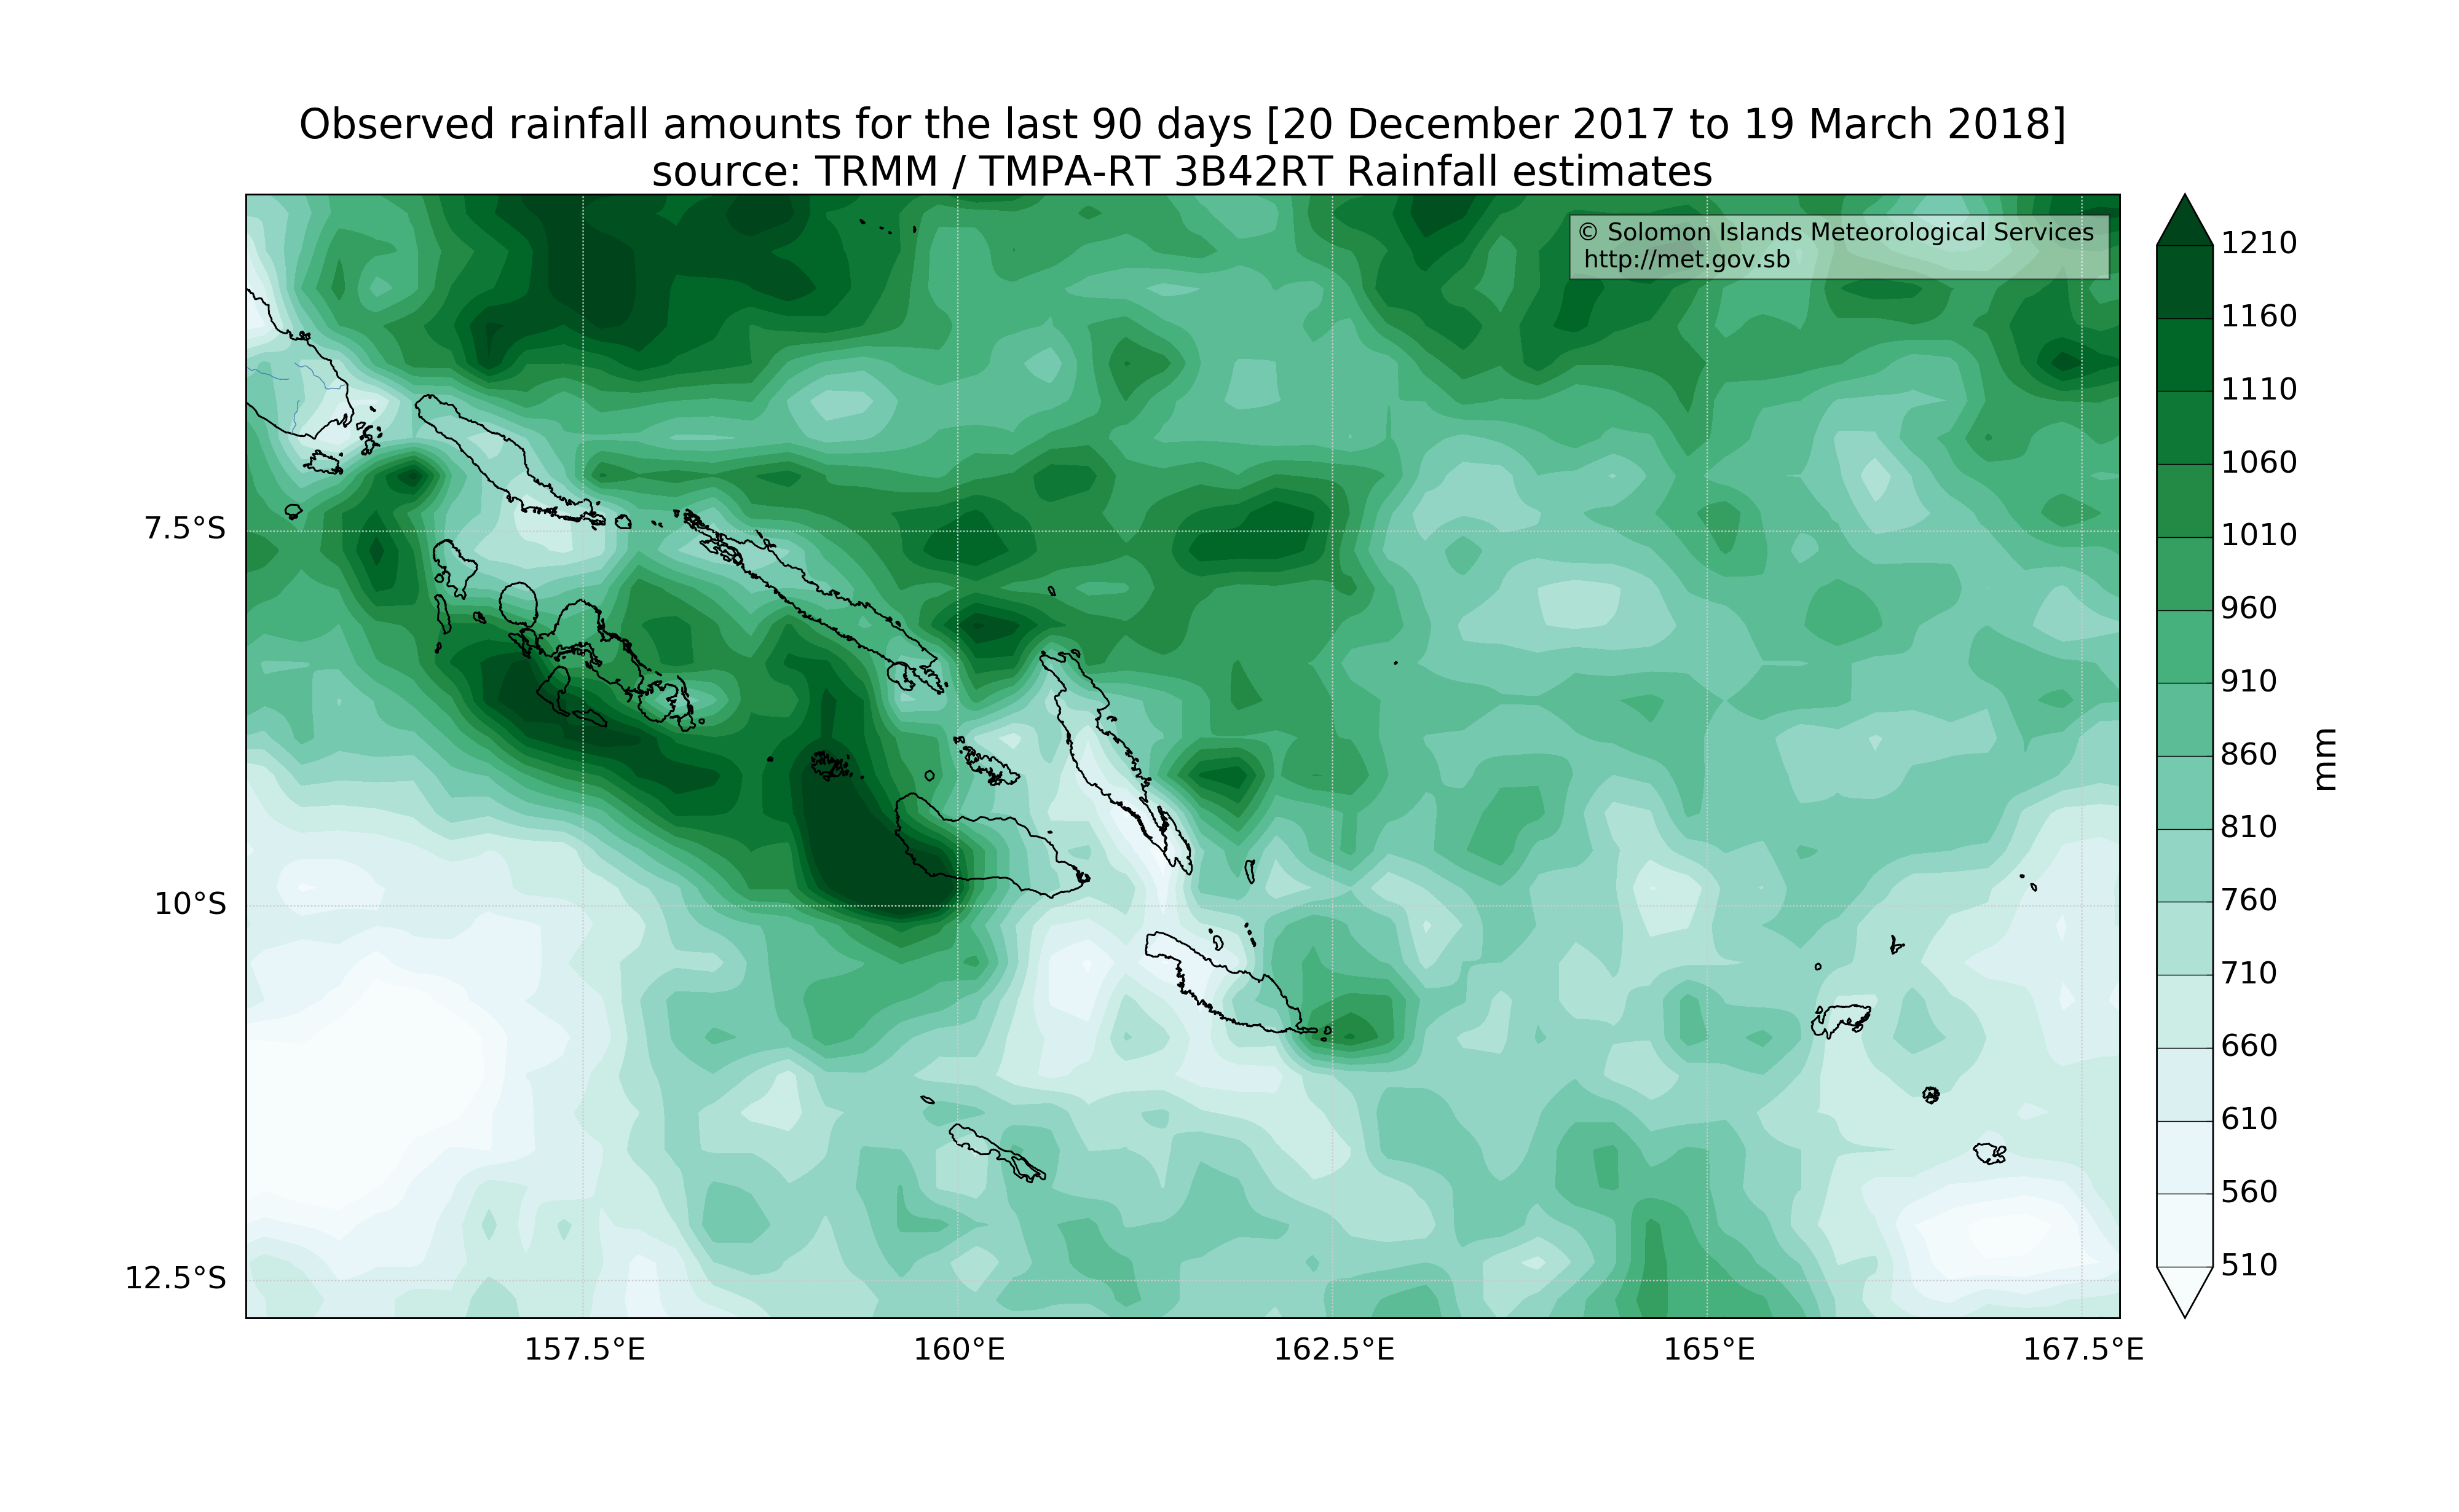 Observed rainfall amounts for the last 90 days [20 December 2017 to 19 March 2018]
source: TRMM / TMPA-RT 3B42RT Rainfall estimates
© Solomon Islands Meteorological Services
http://met.gov.sb
7.5°S
10°S
12.5°S
157.5°E
160°E
162.5°E
165°E
167.5°E
1210
1160
1110
1060
1010
960
910
860
810
760
710
660
610
560
510
mm